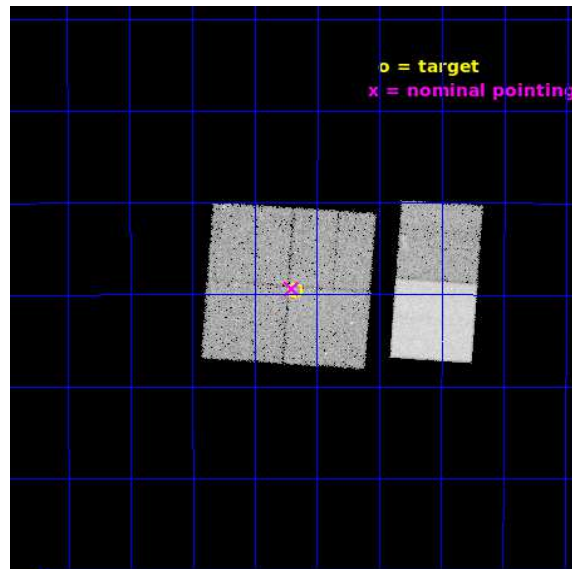 o = target
x = nominal pointing